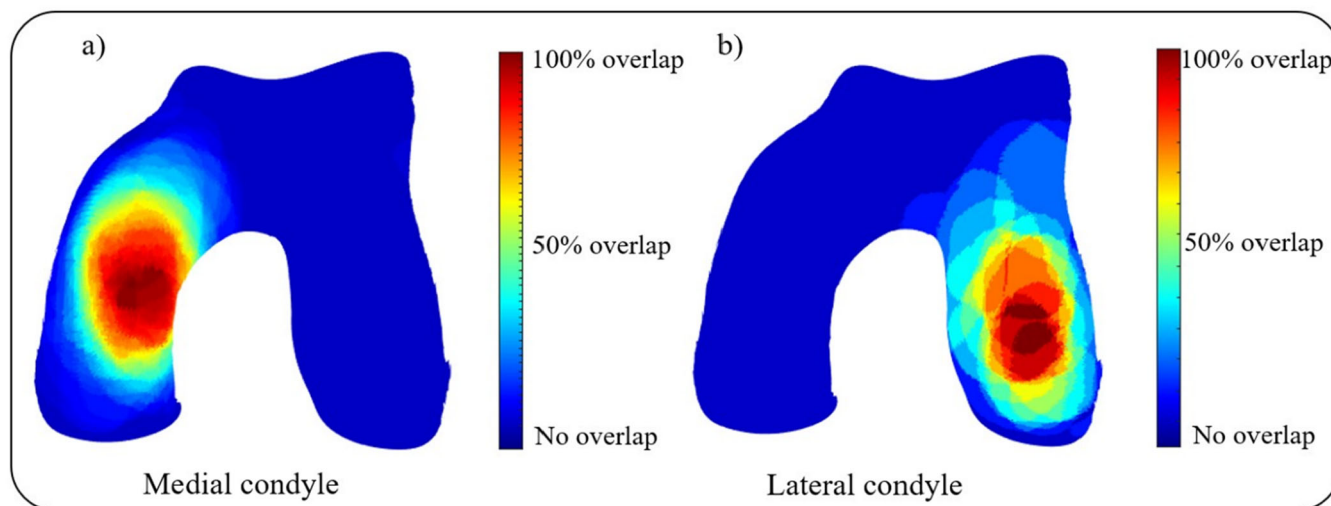 a)
100% overlap
50% overlap
No overlap
Medial condyle
b)
100% overlap
50% overlap
No overlap
Lateral condyle